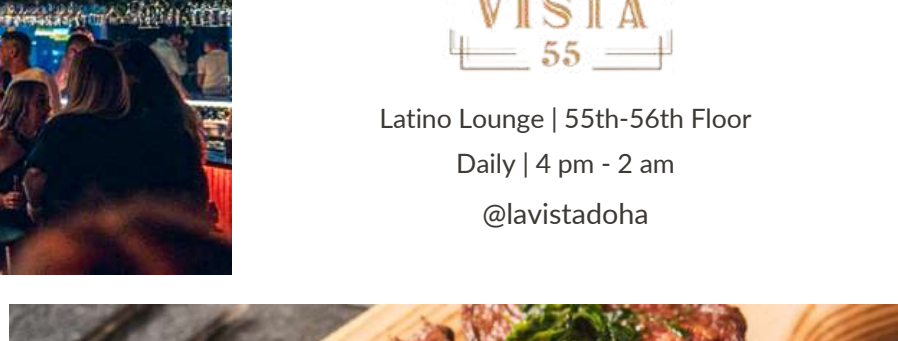 VISTA
55
Latino Lounge | 55th-56th Floor
Daily | 4 pm - 2 am
@lavistadoha